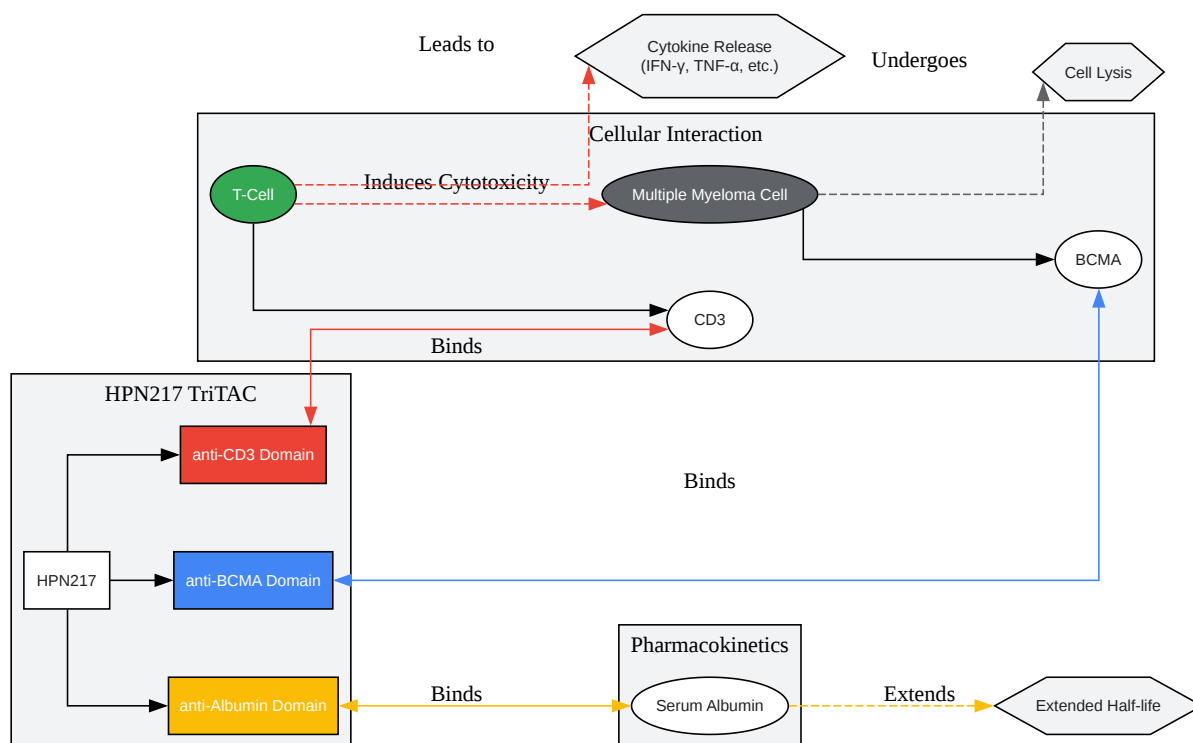 Leads to
Cytokine Release
(IFN-γ, TNF-α, etc.)
Undergoes
Cell Lysis
Cellular Interaction
T-Cell
Induces Cytotoxicity
Multiple Myeloma Cell
BCMA
CD3
Binds
HPN217 TriTAC
anti-CD3 Domain
Binds
HPN217
anti-BCMA Domain
Pharmacokinetics
anti-Albumin Domain
Binds
Serum Albumin
Extends
Extended Half-life